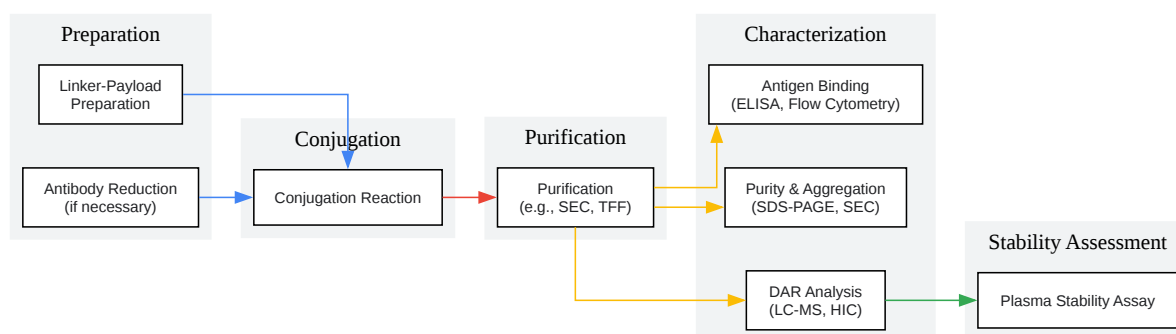 Preparation
Linker-Payload
Preparation
Antibody Reduction
(if necessary)
Conjugation
Conjugation Reaction
Purification
Purification
(e.g., SEC, TFF)
Characterization
Antigen Binding
(ELISA, Flow Cytometry)
Purity & Aggregation
(SDS-PAGE, SEC)
DAR Analysis
(LC-MS, HIC)
Stability Assessment
Plasma Stability Assay